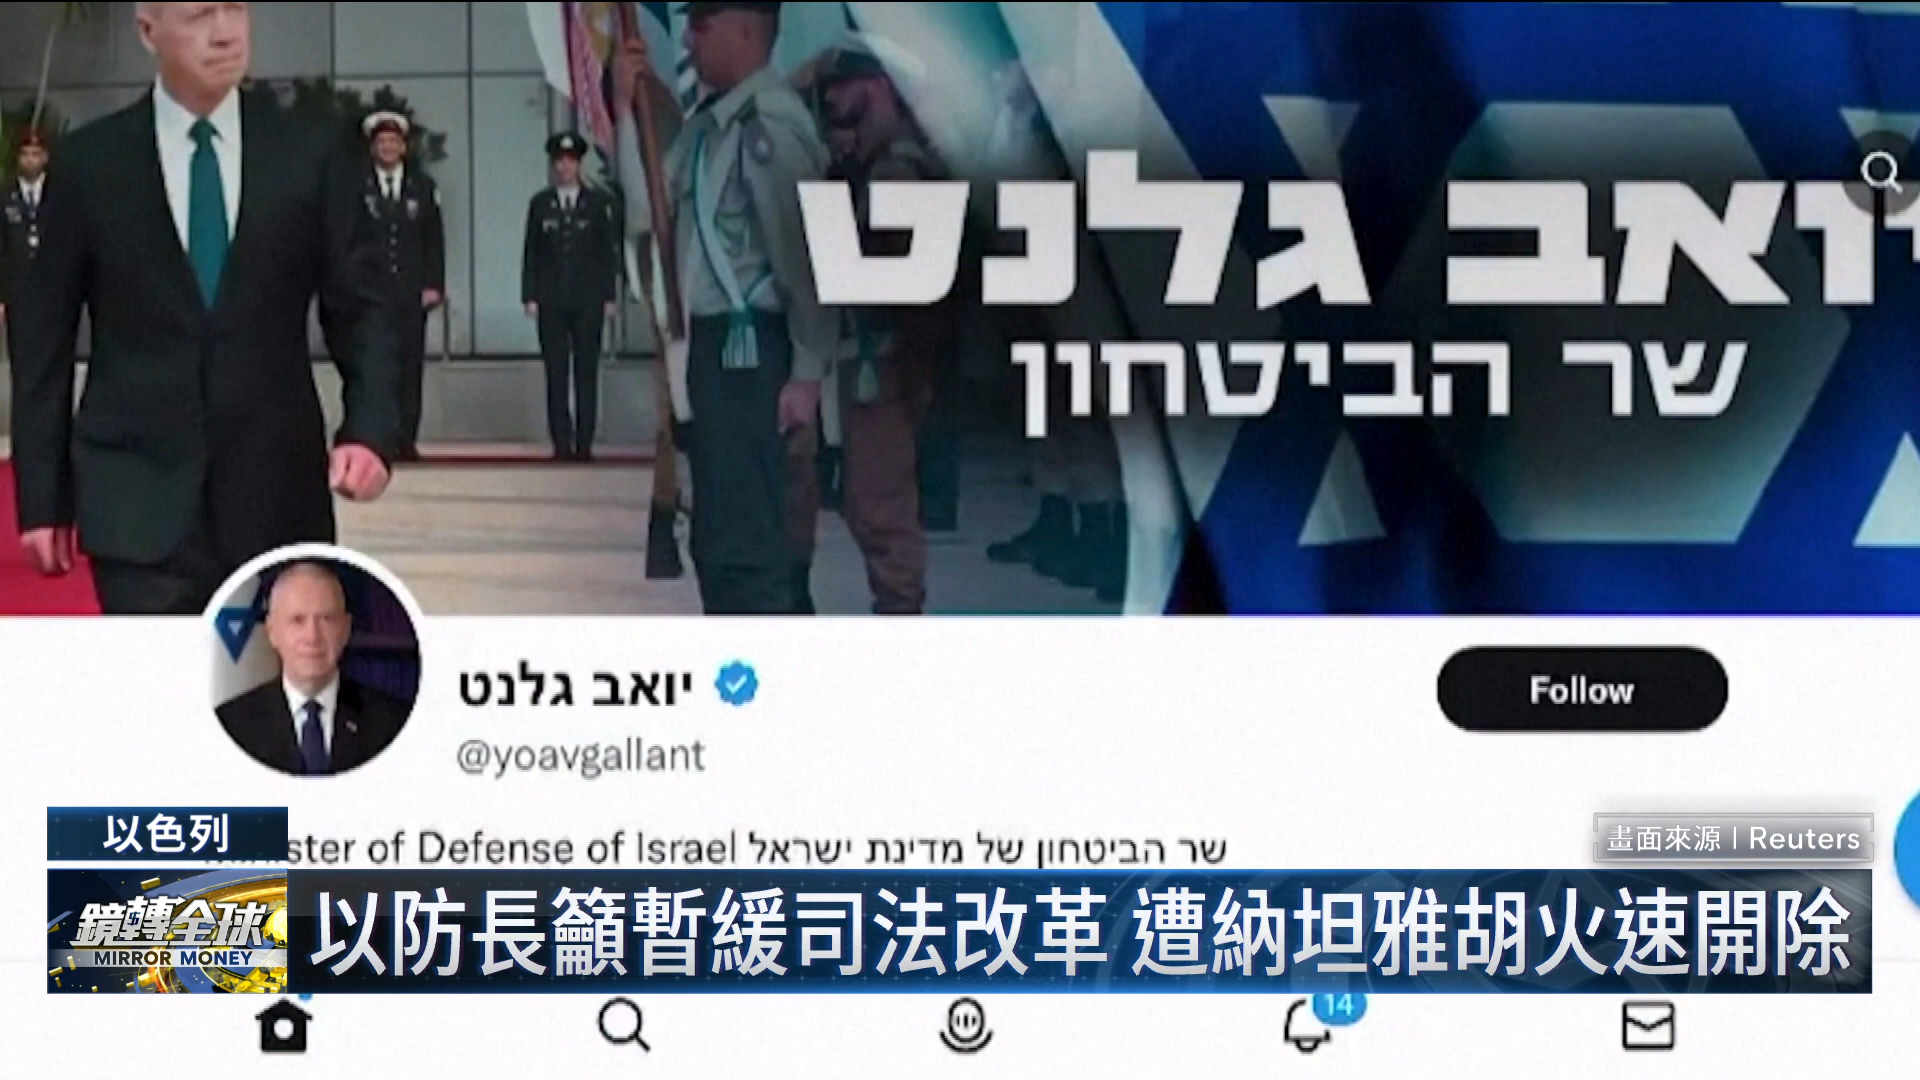 יואב גלנט
שר הביטחון
יואב גלנט
Follow
@yoavgallant
以色列
ster of Defense of Israel שר הביטחון של מדינת ישראל
畫面來源 | Reuters
鏡轉全球
MIRROR MONEY
以防長籲暫緩司法改革 遭納坦雅胡火速開除
14